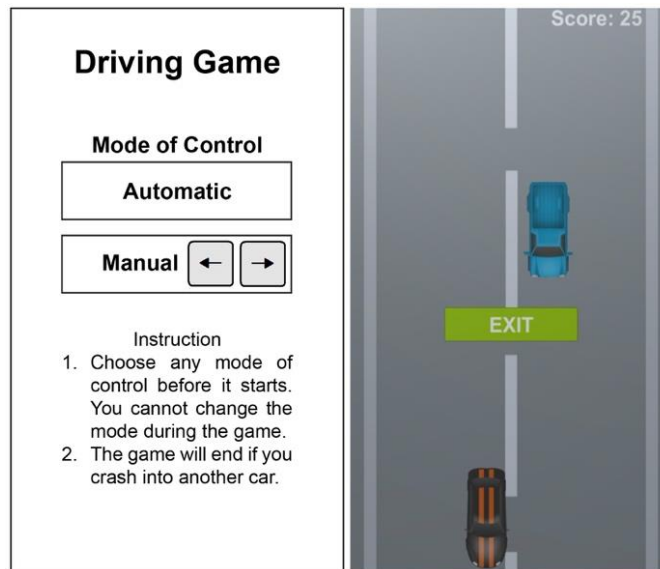 Driving Game
Mode of Control
Automatic
Manual ← →
Instruction
1. Choose any mode of
control before it starts.
You cannot change the
mode during the game.
2. The game will end if you
crash into another car.
Score: 25
EXIT